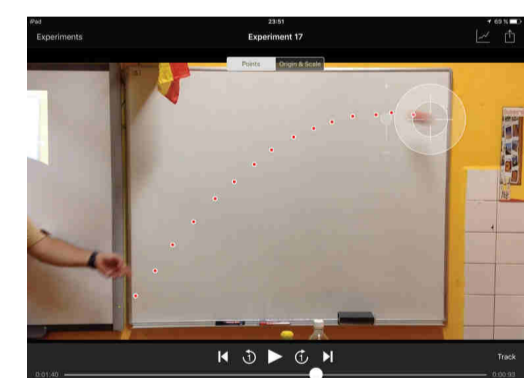 iPad 23:51 69 %
Experiments Experiment 17
Points Origin & Scale
Track
0:01:40 0:00:93